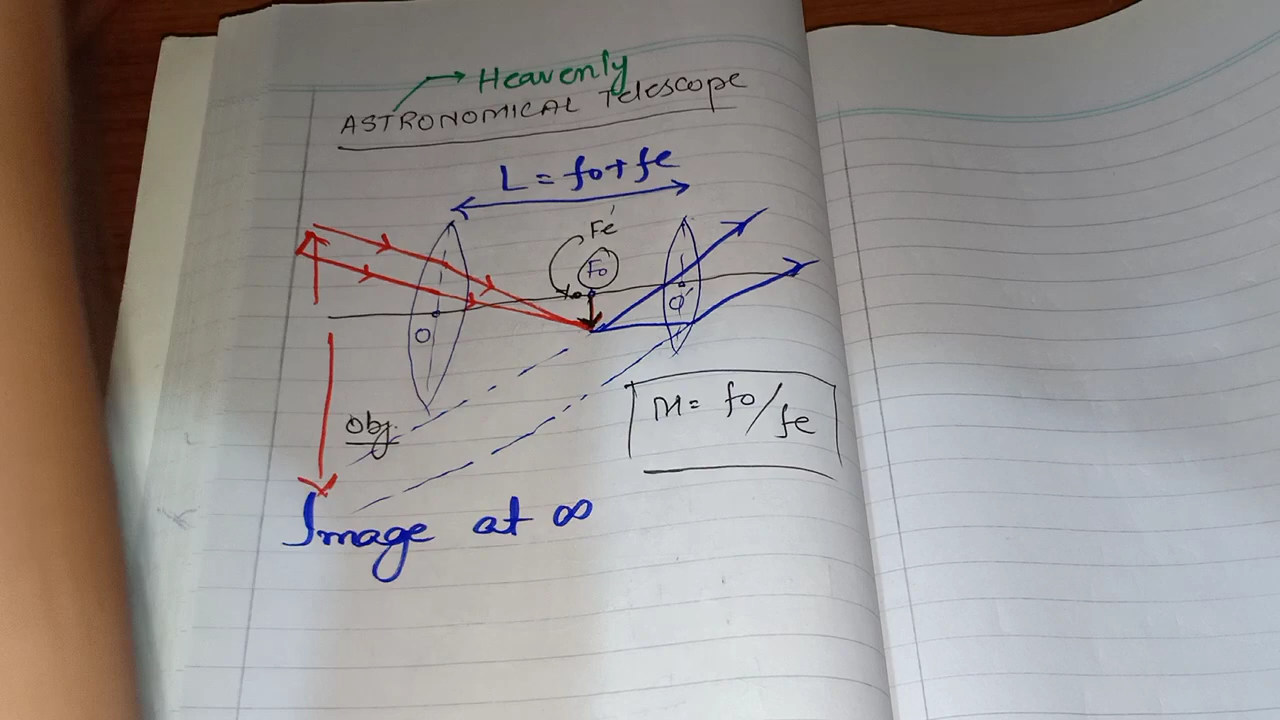 Heavenly
ASTRONOMICAL Telescope
L = fo + fe
Fe'
Fo
O
O'
Obj.
M = fo/fe
Image at ∞